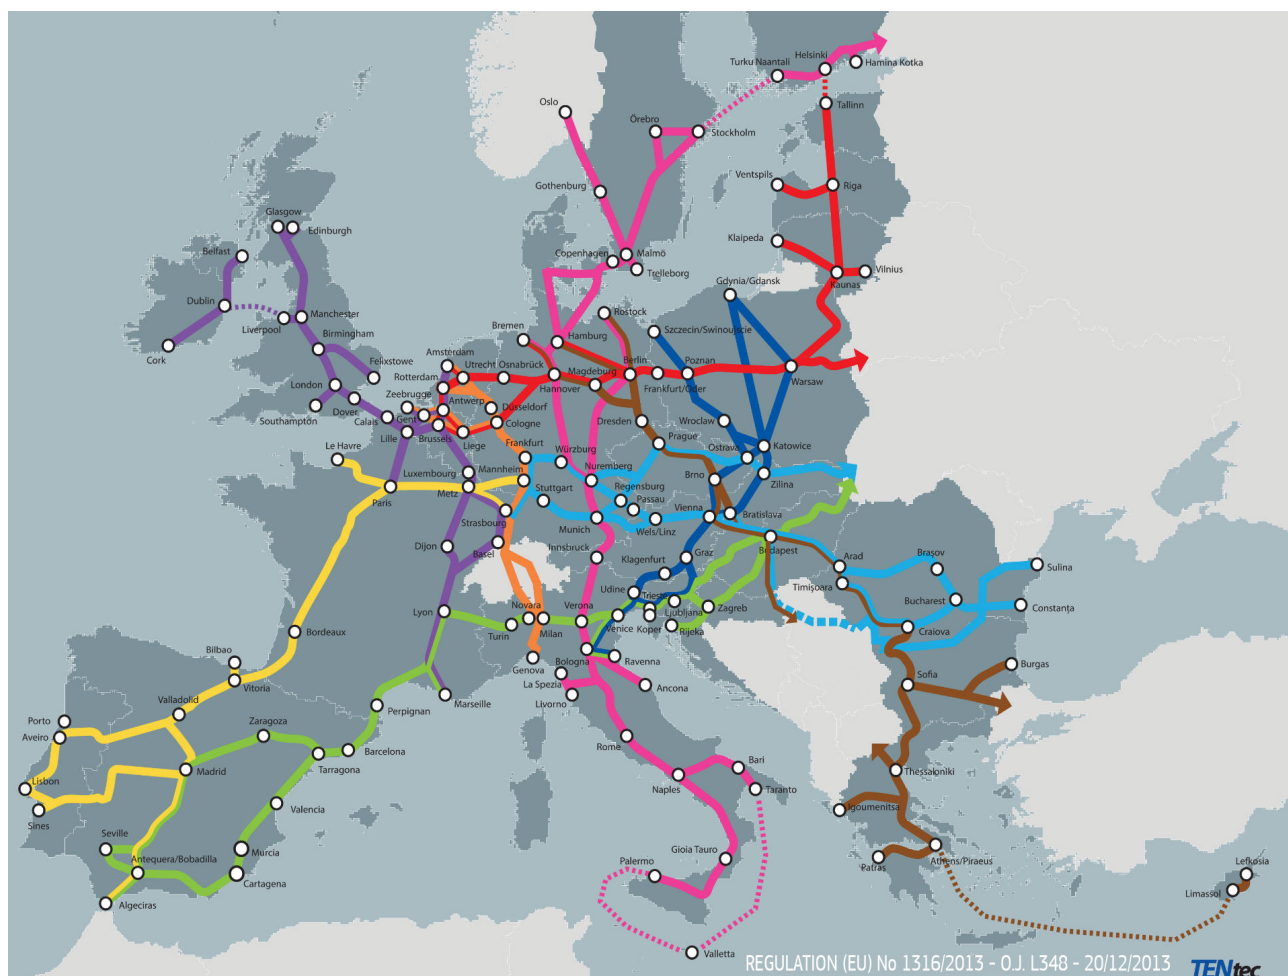 Helsinki
Turku Naantali
Hamina Kotka
Tallinn
Oslo
Örebro
Stockholm
Ventspils
Riga
Gothenburg
Glasgow
Edinburgh
Klaipeda
Belfast
Copenhagen
Malmö
Trelleborg
Vilnius
Kaunas
Gdynia/Gdansk
Dublin
Liverpool
Manchester
Rostock
Szczecin/Swinoujscie
Bremen
Hamburg
Birmingham
Cork
Felixstowe
Amsterdam
Utrecht
Osnabrück
Berlin
Poznan
Warsaw
Magdeburg
Hannover
Frankfurt/Oder
London
Rotterdam
Zeebrugge
Antwerp
Düsseldorf
Dover
Calais
Gent
Southampton
Cologne
Dresden
Wroclaw
Lille
Brussels
Liege
Prague
Ostrava
Katowice
Le Havre
Frankfurt
Würzburg
Luxembourg
Mannheim
Nuremberg
Brno
Zilina
Paris
Metz
Stuttgart
Regensburg
Passau
Strasbourg
Munich
Wels/Linz
Vienna
Bratislava
Dijon
Basel
Innsbruck
Klagenfurt
Graz
Budapest
Arad
Braşov
Sulina
Timişoara
Udine
Trieste
Ljubljana
Zagreb
Bucharest
Constanţa
Lyon
Novara
Verona
Turin
Milan
Venice
Koper
Rijeka
Craiova
Bordeaux
Bilbao
Genova
Bologna
Ravenna
Vitoria
La Spezia
Ancona
Sofia
Burgas
Valladolid
Marseille
Livorno
Perpignan
Porto
Aveiro
Zaragoza
Rome
Barcelona
Tarragona
Madrid
Bari
Thessaloniki
Lisbon
Naples
Taranto
Sines
Valencia
Igoumenitsa
Seville
Murcia
Gioia Tauro
Athens/Piraeus
Antequera/Bobadilla
Palermo
Patras
Lefkosia
Cartagena
Limassol
Algeciras
Valletta
REGULATION (EU) No 1316/2013 – O.J. L348 – 20/12/2013
TENtec